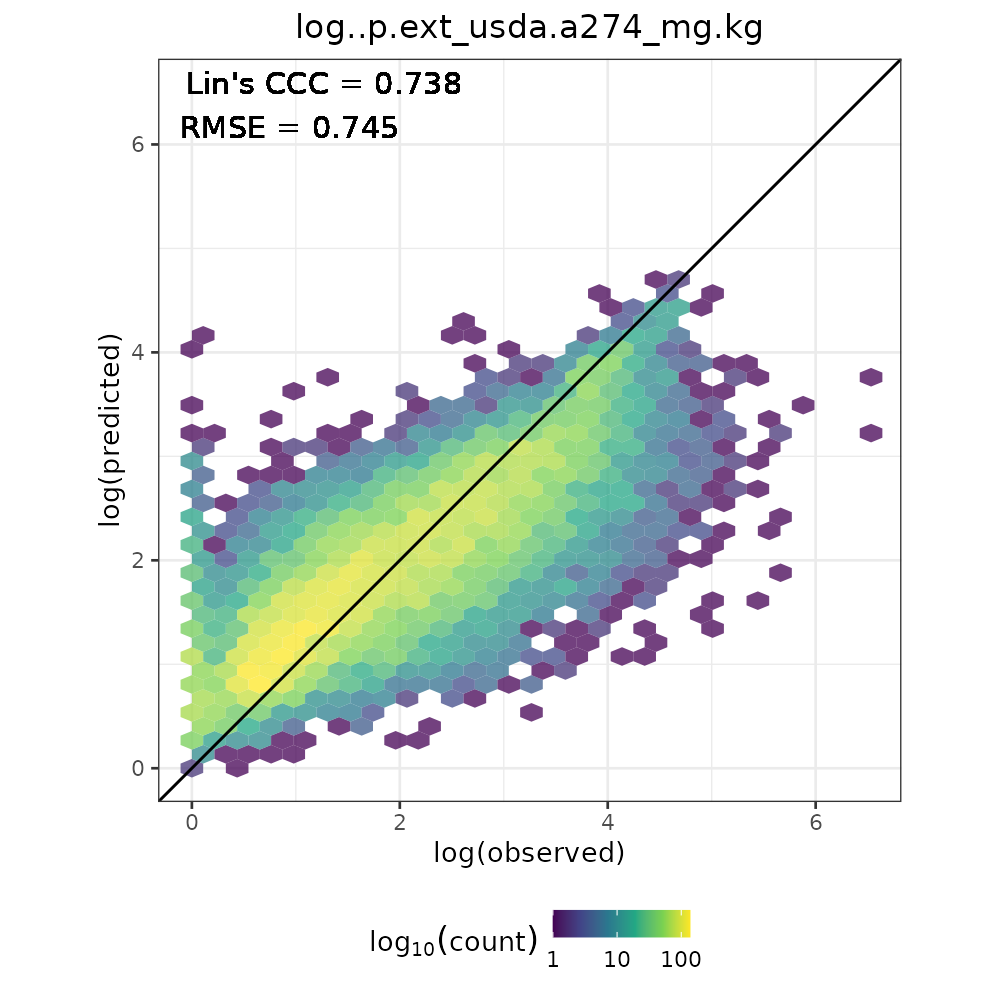 log..p.ext_usda.a274_mg.kg
Lin's CCC = 0.738
RMSE = 0.745
6
4
2
0
log(predicted)
0 2 4 6
log(observed)
log10(count)
1 10 100